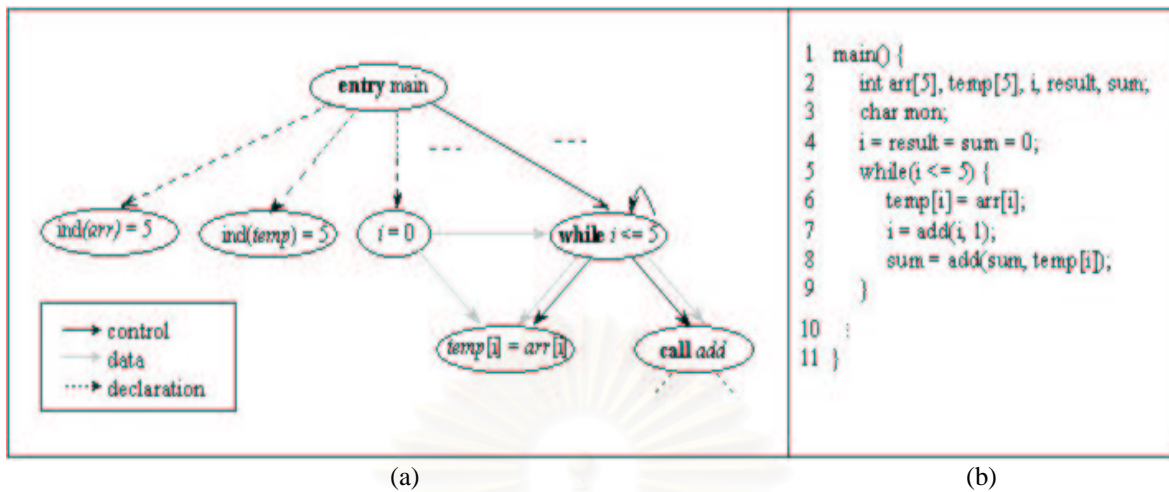 entry main
ind(arr) = 5
ind(temp) = 5
i = 0
while i <= 5
temp[i] = arr[i]
call add
control
data
declaration
1 main() {
2 int arr[5], temp[5], i, result, sum;
3 char mon;
4 i = result = sum = 0;
5 while(i <= 5) {
6 temp[i] = arr[i];
7 i = add(i, 1);
8 sum = add(sum, temp[i]);
9 }
10 :
11 }
(a)
(b)